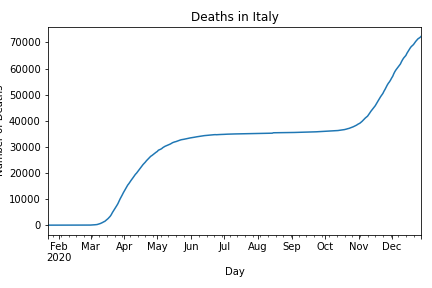 Deaths in Italy
Number of Deaths
70000
60000
50000
40000
30000
20000
10000
0
Feb Mar Apr May Jun Jul Aug Sep Oct Nov Dec
2020
Day